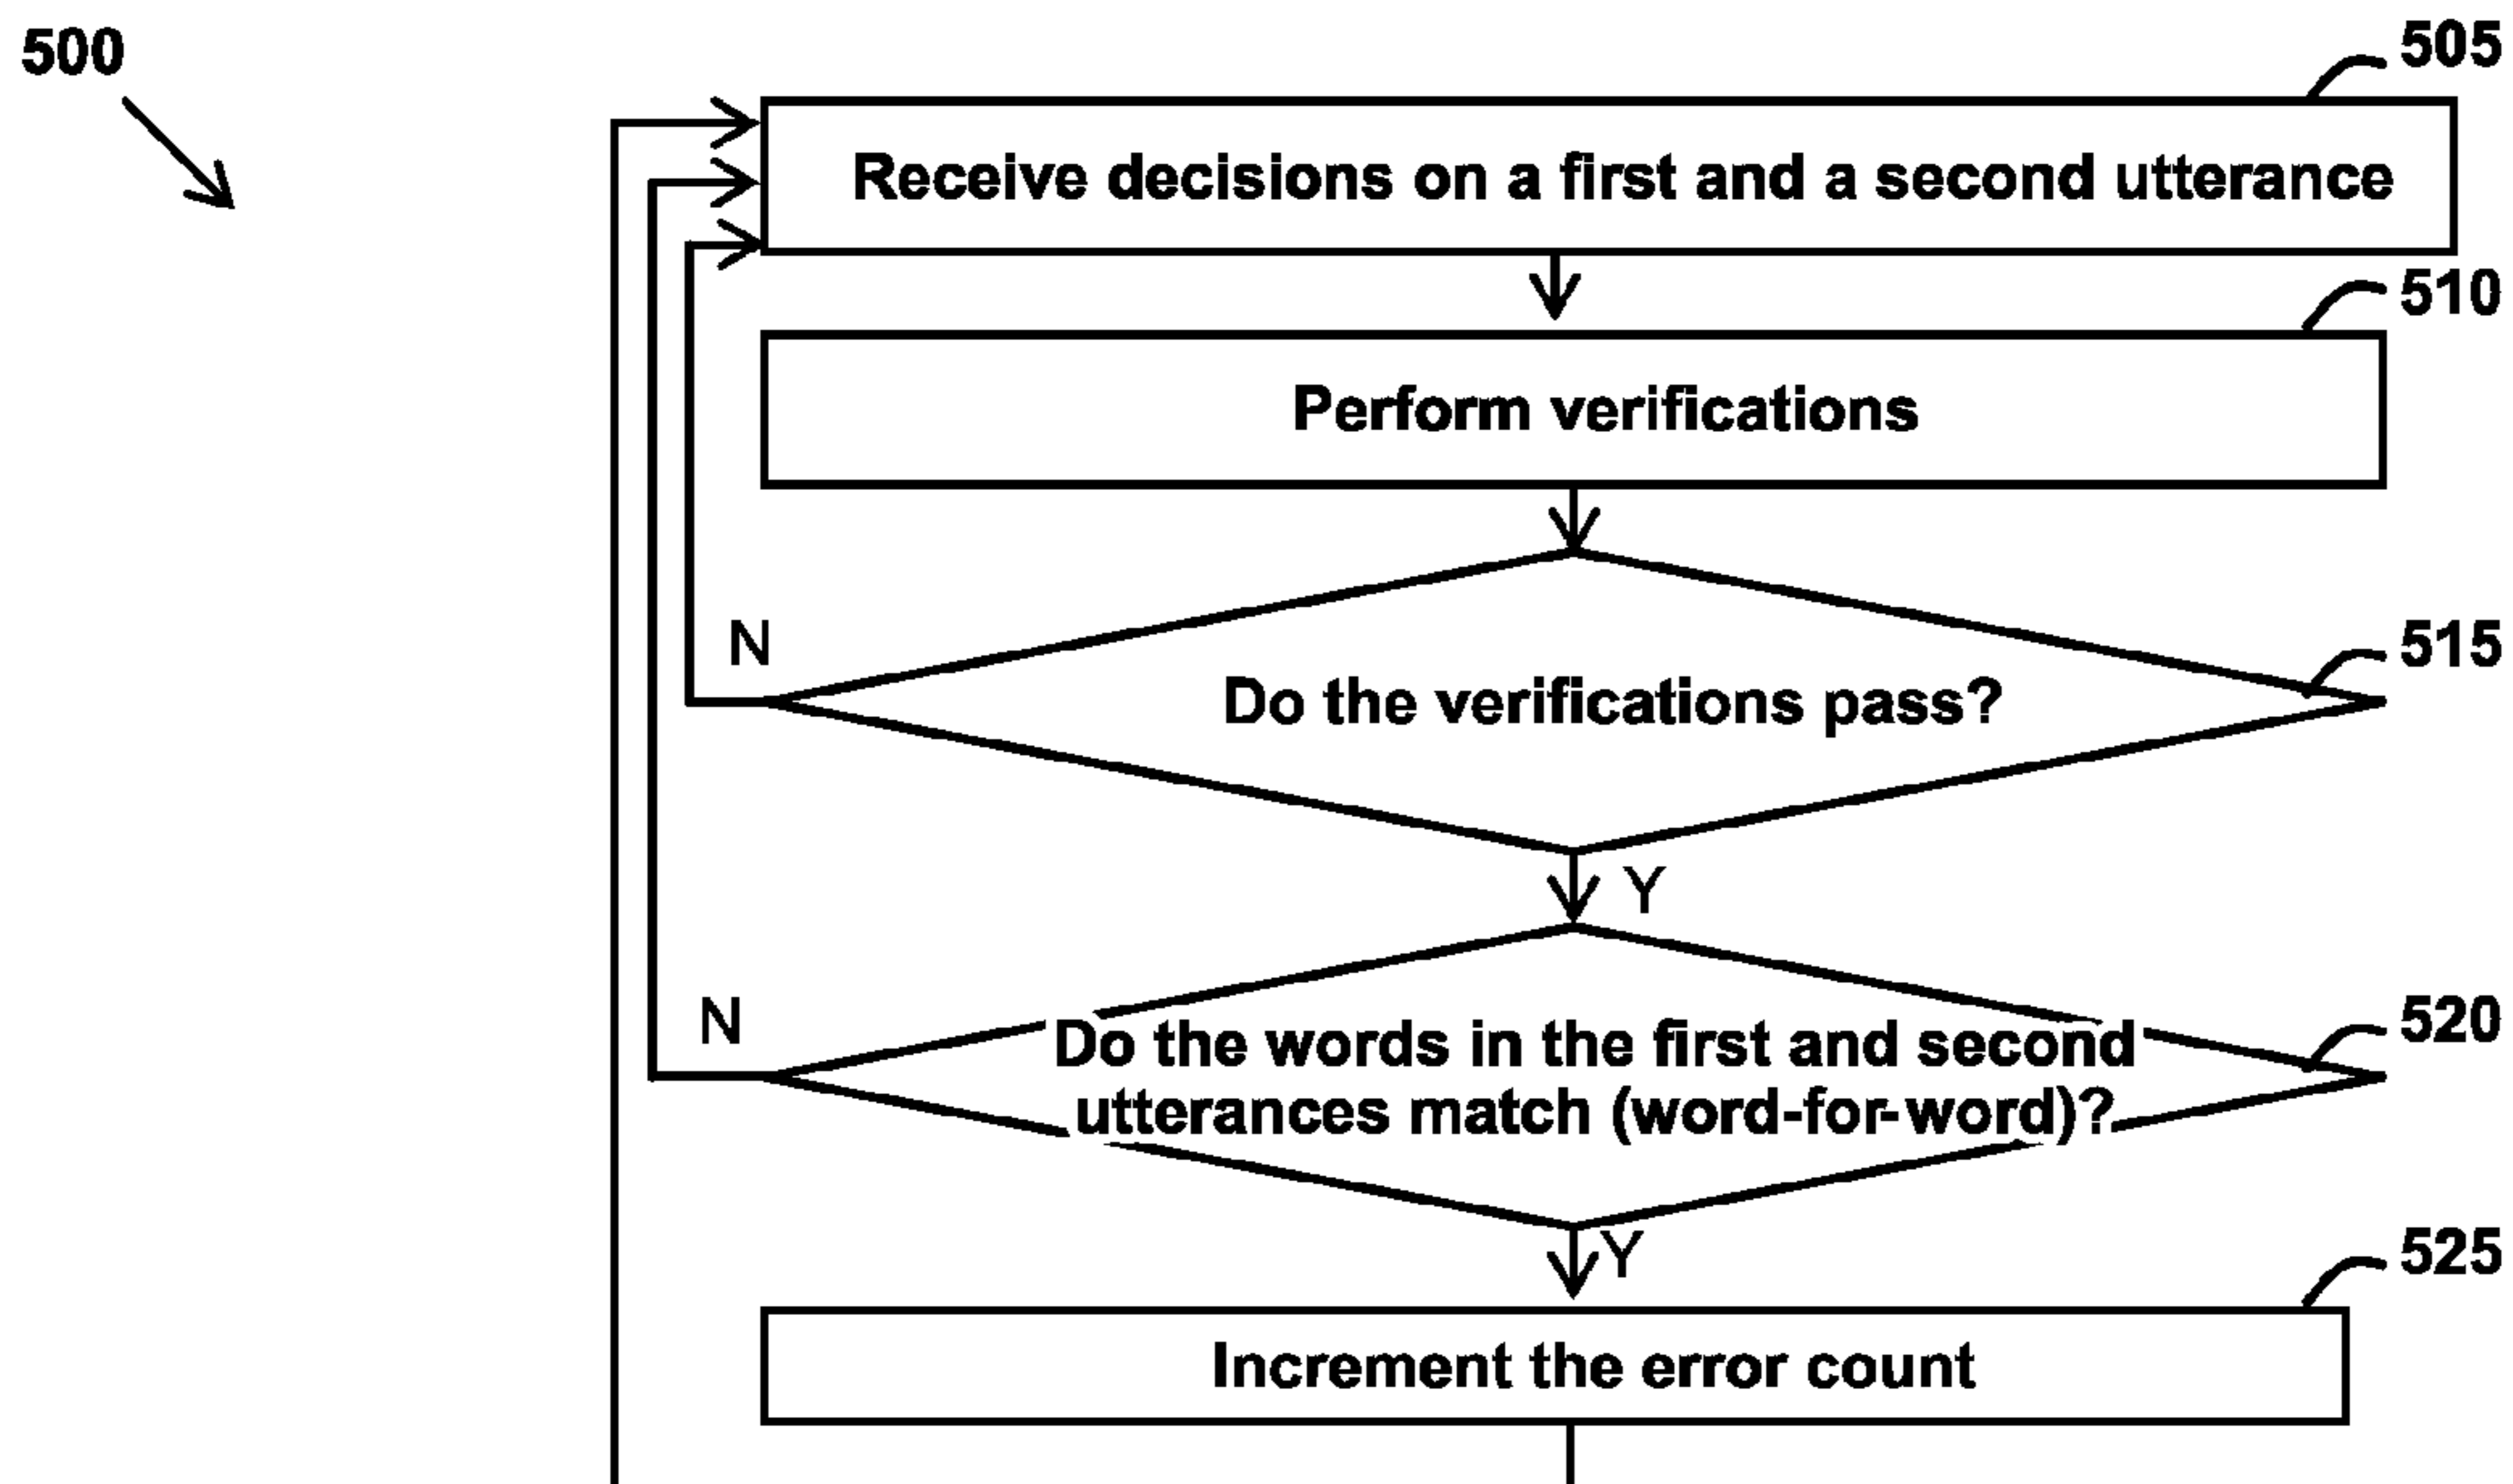 500
505
Receive decisions on a first and a second utterance
510
Perform verifications
515
N
Do the verifications pass?
Y
520
N
Do the words in the first and second
utterances match (word-for-word)?
Y
525
Increment the error count